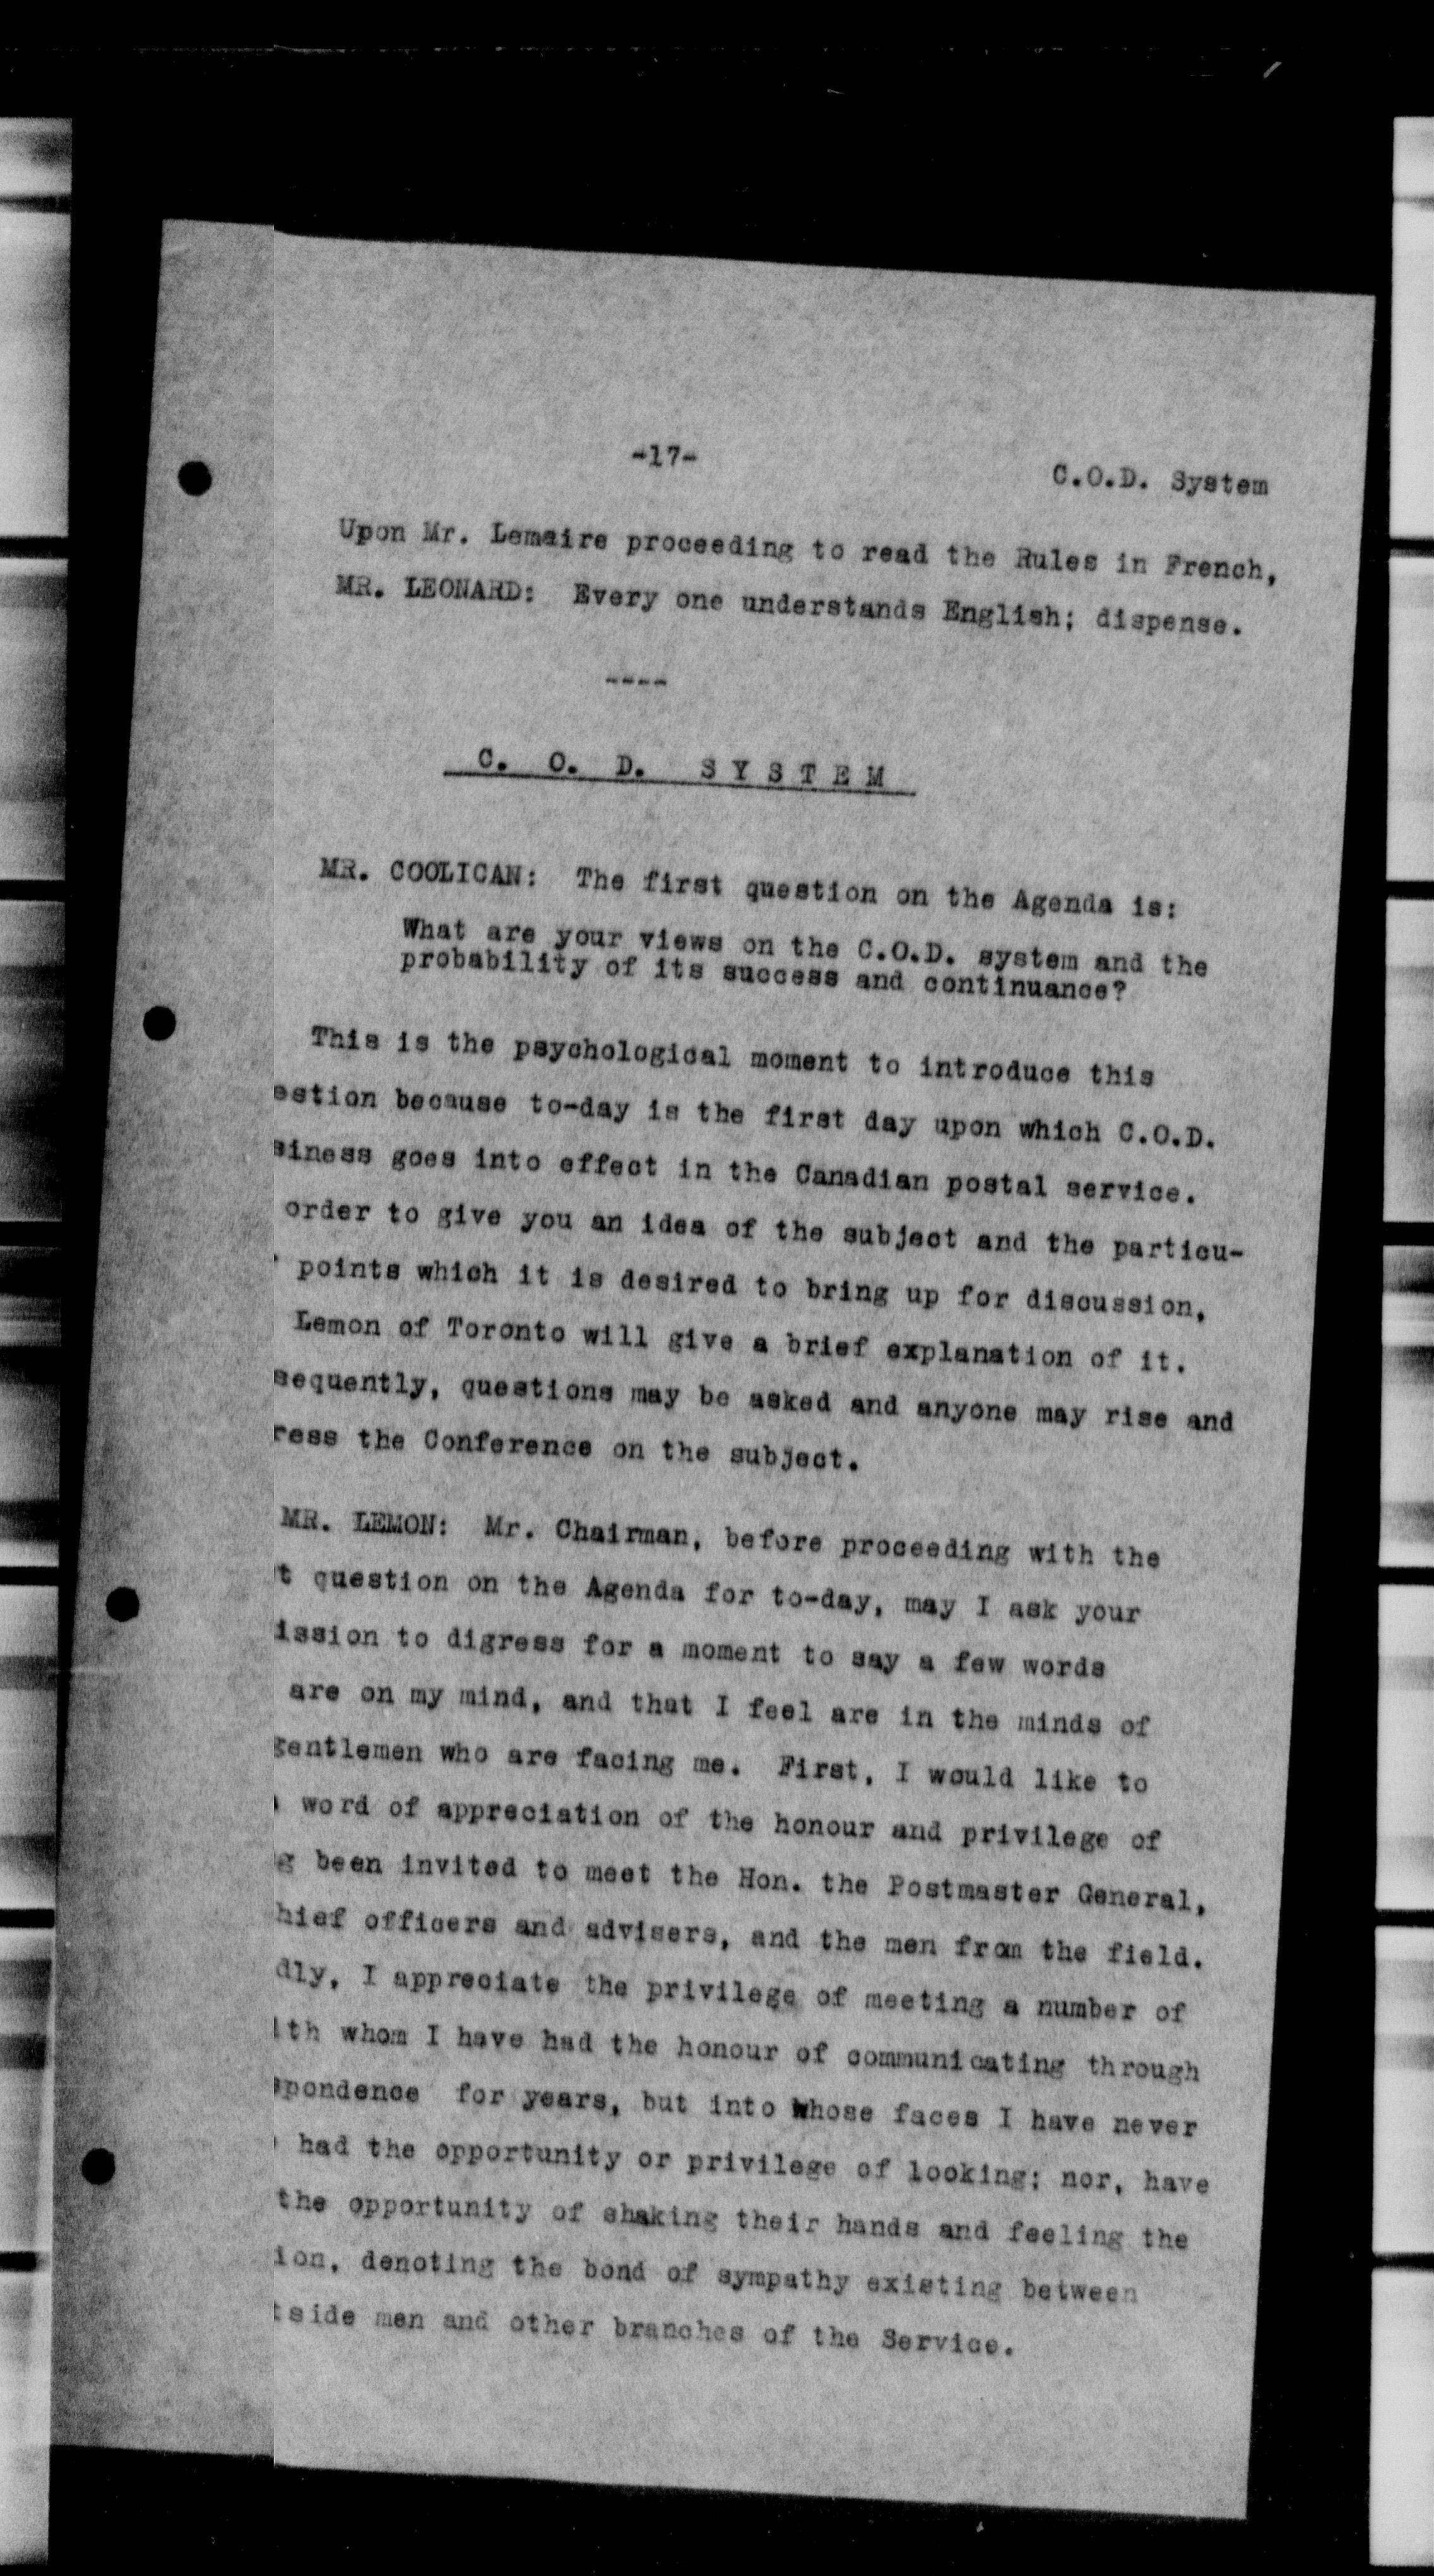 -17-
C.O.D. System
Upon Mr. Lemaire proceeding to read the Rules in French,
MR. LEONARD: Every one understands English; dispense.
----
C. O. D. SYSTEM
MR. COOLICAN: The first question on the Agenda is:
What are your views on the C.O.D. system and the
probability of its success and continuance?
This is the psychological moment to introduce this
estion because to-day is the first day upon which C.O.D.
siness goes into effect in the Canadian postal service.
order to give you an idea of the subject and the particu-
points which it is desired to bring up for discussion,
Lemon of Toronto will give a brief explanation of it.
sequently, questions may be asked and anyone may rise and
ress the Conference on the subject.
MR. LEMON: Mr. Chairman, before proceeding with the
t question on the Agenda for to-day, may I ask your
ission to digress for a moment to say a few words
are on my mind, and that I feel are in the minds of
gentlemen who are facing me. First, I would like to
word of appreciation of the honour and privilege of
g been invited to meet the Hon. the Postmaster General,
hief officers and advisers, and the men from the field.
dly, I appreciate the privilege of meeting a number of
ith whom I have had the honour of communicating through
spondence for years, but into whose faces I have never
had the opportunity or privilege of looking; nor, have
the opportunity of shaking their hands and feeling the
ion, denoting the bond of sympathy existing between
tside men and other branches of the Service.